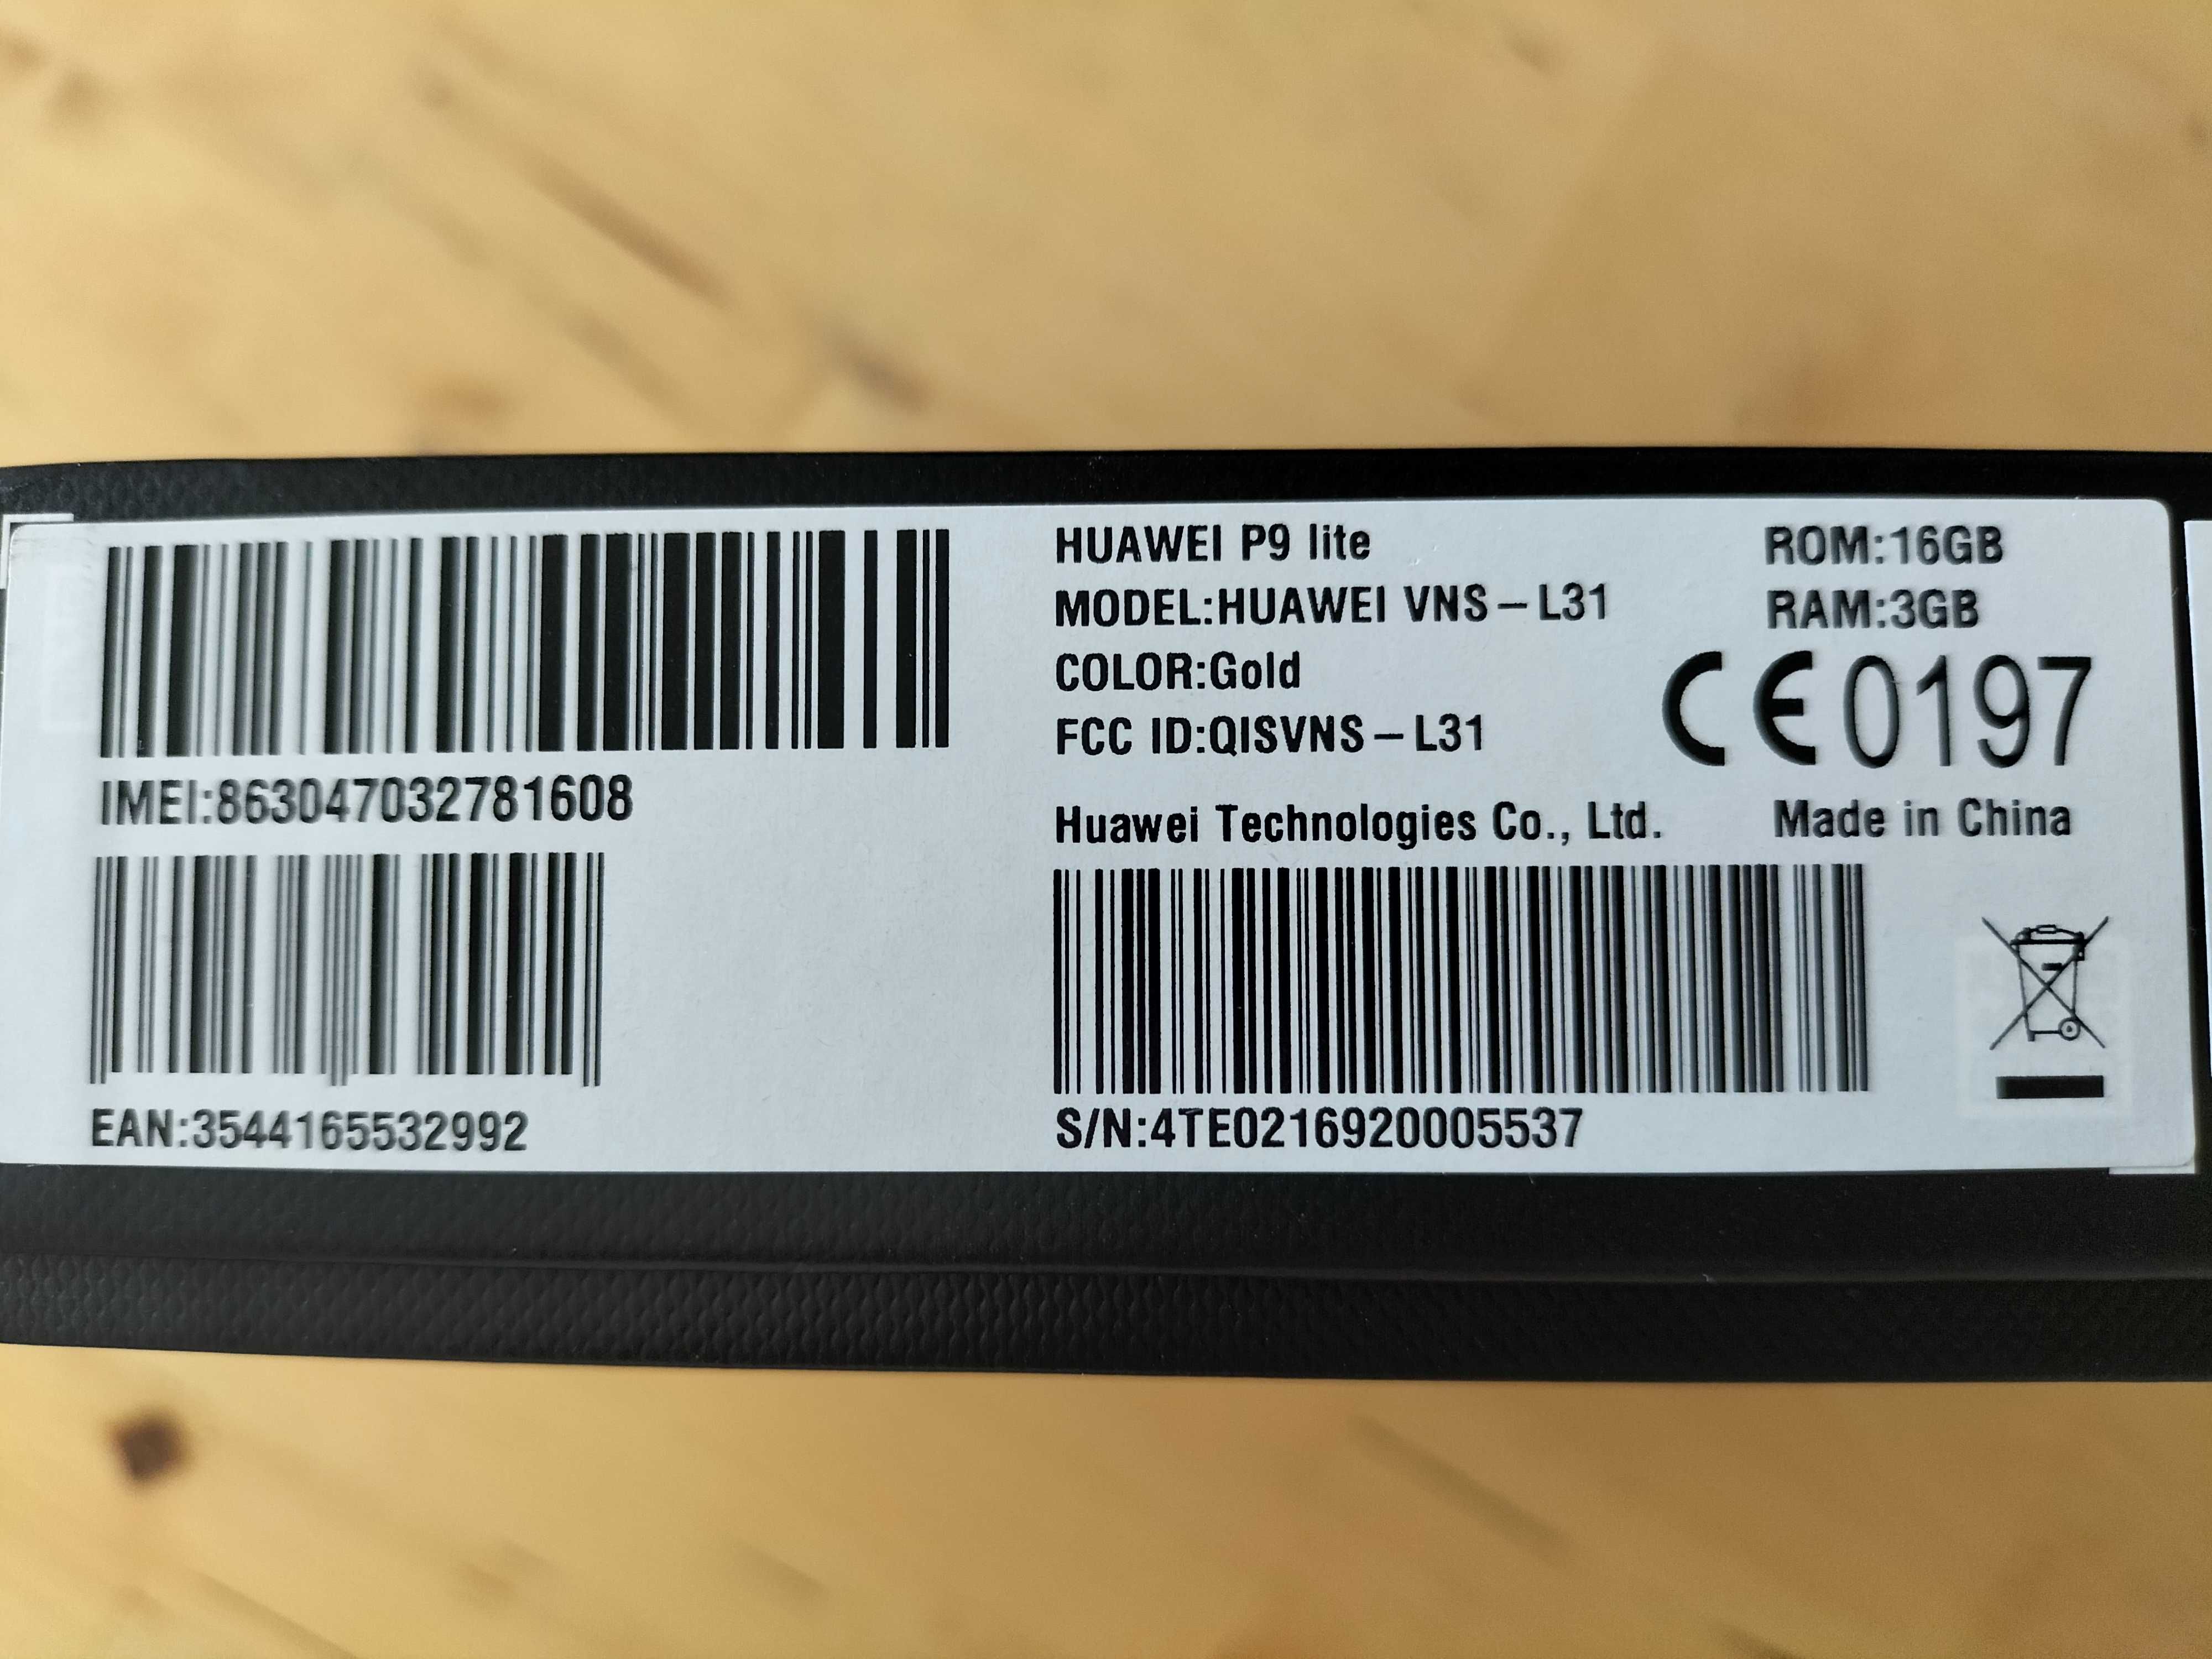 IMEI:863047032781608
EAN:3544165532992
HUAWEI P9 lite
MODEL:HUAWEI VNS-L31
COLOR:Gold
FCC ID:QISVNS-L31
ROM:16GB
RAM:3GB
CE0197
Huawei Technologies Co., Ltd.
Made in China
S/N:4TE0216920005537